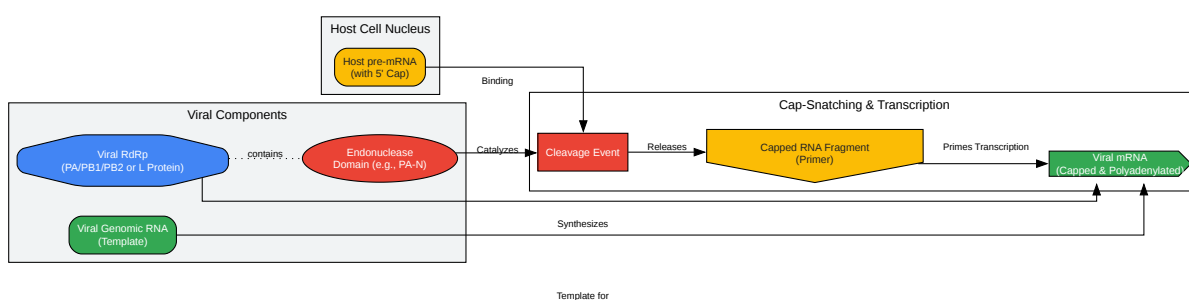 Host Cell Nucleus
Host pre-mRNA
(with 5' Cap)
Binding
Viral Components
Viral RdRp
(PA/PB1/PB2 or L Protein)
contains
Endonuclease
Domain (e.g., PA-N)
Catalyzes
Viral Genomic RNA
(Template)
Cap-Snatching & Transcription
Cleavage Event
Releases
Capped RNA Fragment
(Primer)
Primes Transcription
Viral mRNA
(Capped & Polyadenylated)
Synthesizes
Template for